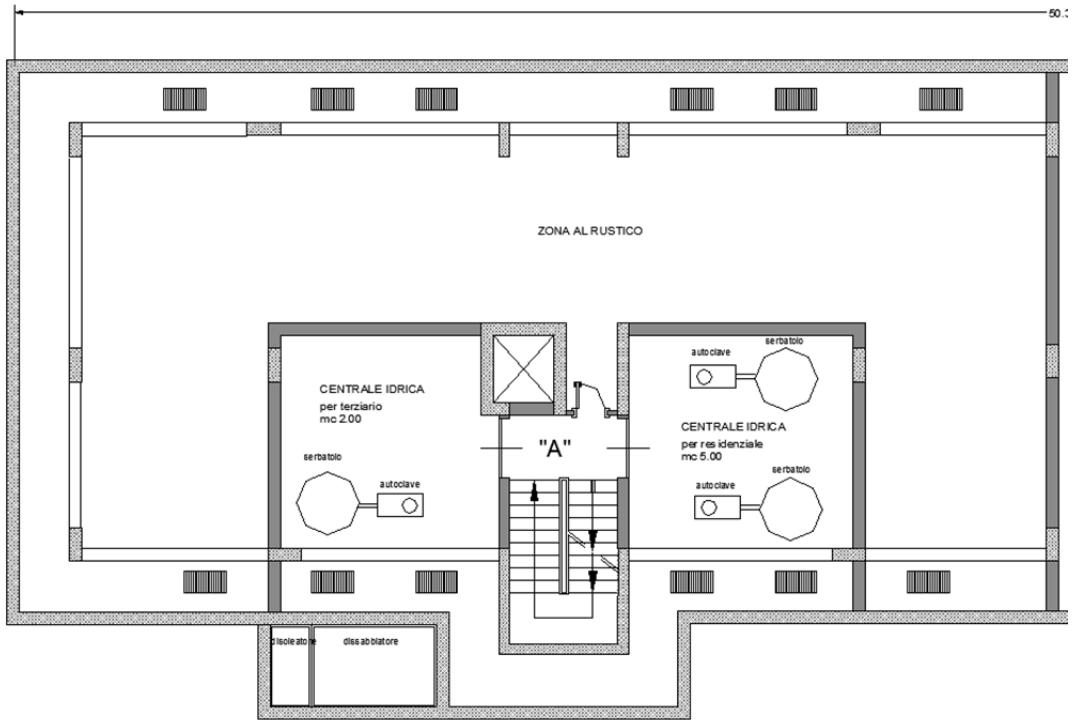 50.3
ZONA AL RUSTICO
CENTRALE IDRICA
per terziario
mc 2.00
serbatoio
autoclave
"A"
serbatoio
autoclave
CENTRALE IDRICA
per residenziale
mc 5.00
serbatoio
autoclave
disoleatore
dissabbiatore